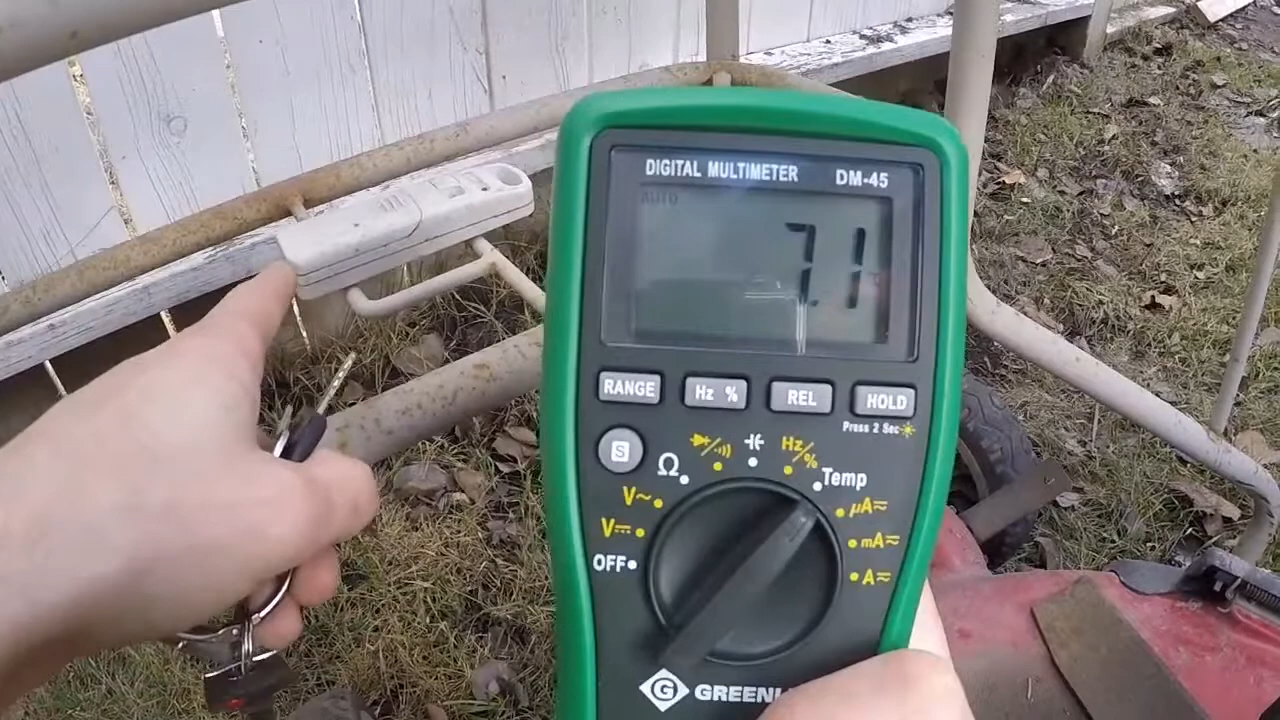 DIGITAL MULTIMETER DM-45
AUTO
7.1
RANGE Hz % REL HOLD
Press 2 Sec
S
Ω
Hz/%
Temp
V~
μA
V
mA
OFF
A
G GREENL